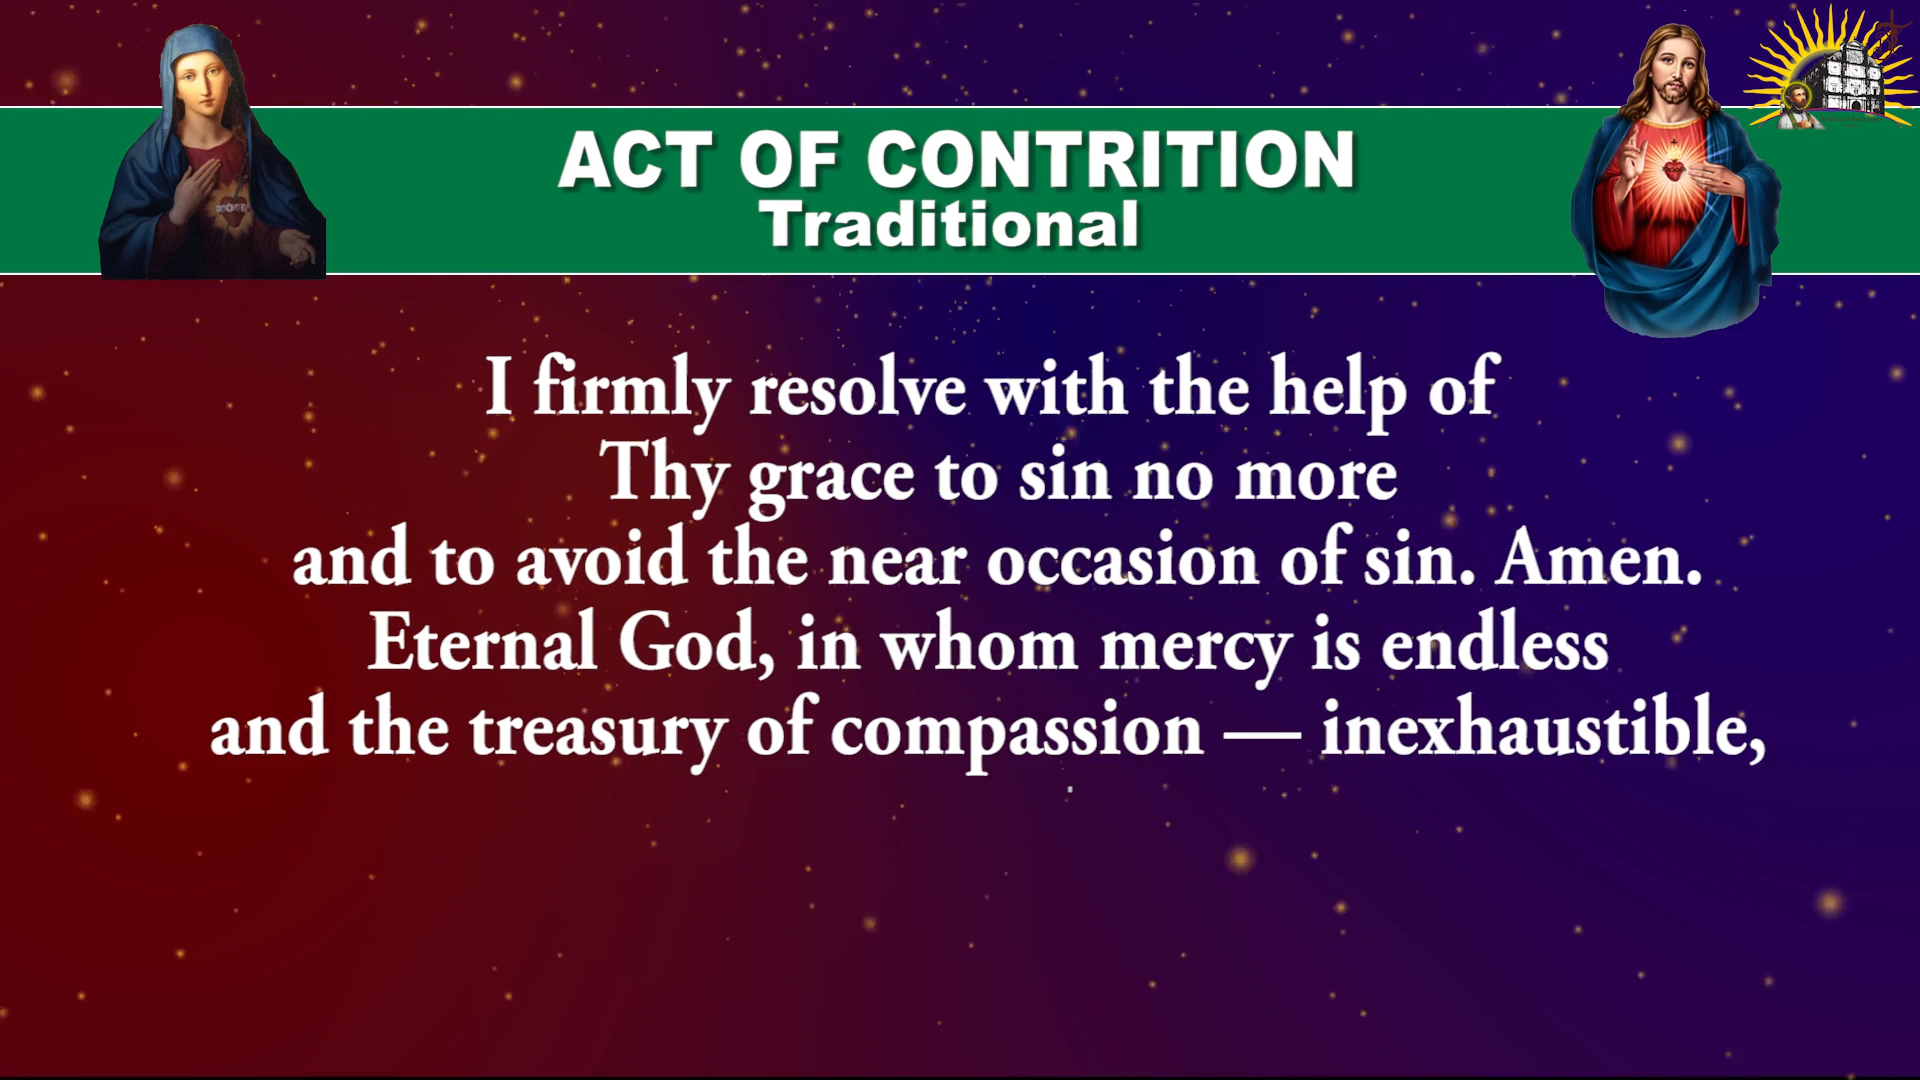 ACT OF CONTRITION
Traditional
I firmly resolve with the help of
Thy grace to sin no more
and to avoid the near occasion of sin. Amen.
Eternal God, in whom mercy is endless
and the treasury of compassion — inexhaustible,